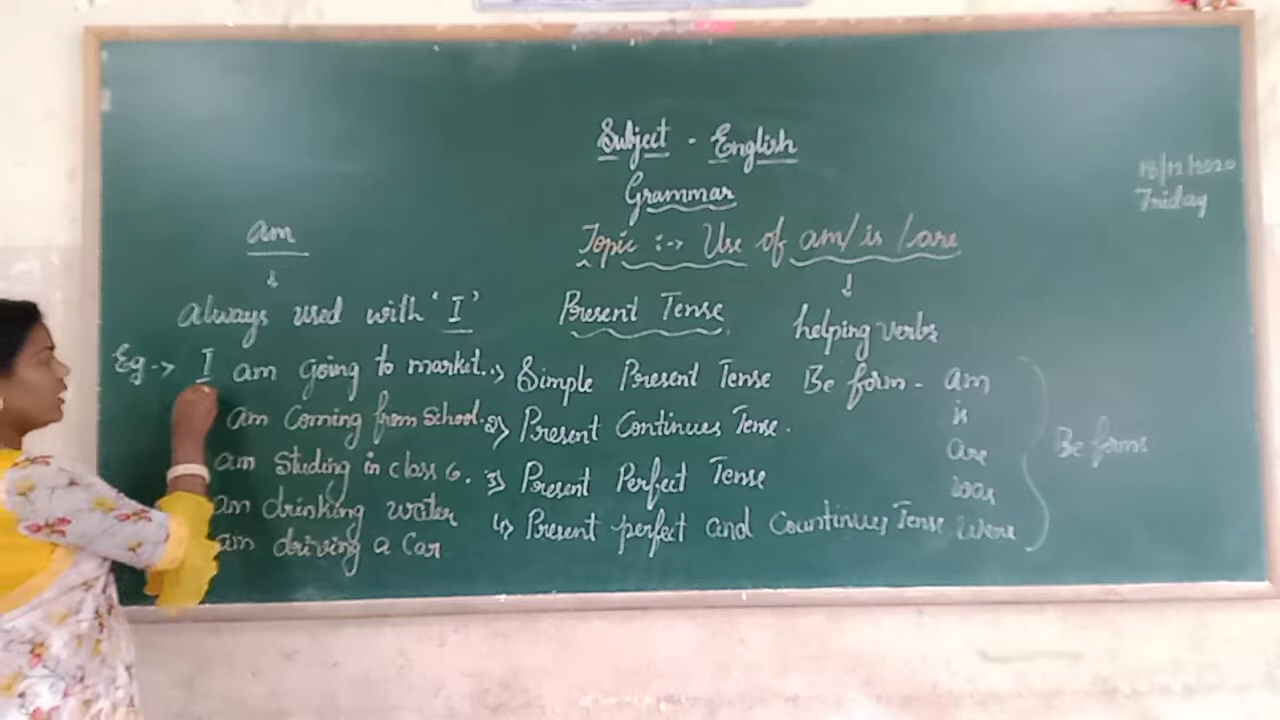 Subject - English
Grammar
18/12/2020
Friday
Topic :-> Use of am/is/are
helping verbs
am
always used with 'I'
Eg -> I am going to market.
am Coming from School.
am Studing in class 6.
am drinking water
am driving a Car
Present Tense
Simple Present Tense
2) Present Continues Tense.
3) Present Perfect Tense
4) Present perfect and Countinues Tense
Be form - am
is
are
was
were
Be forms